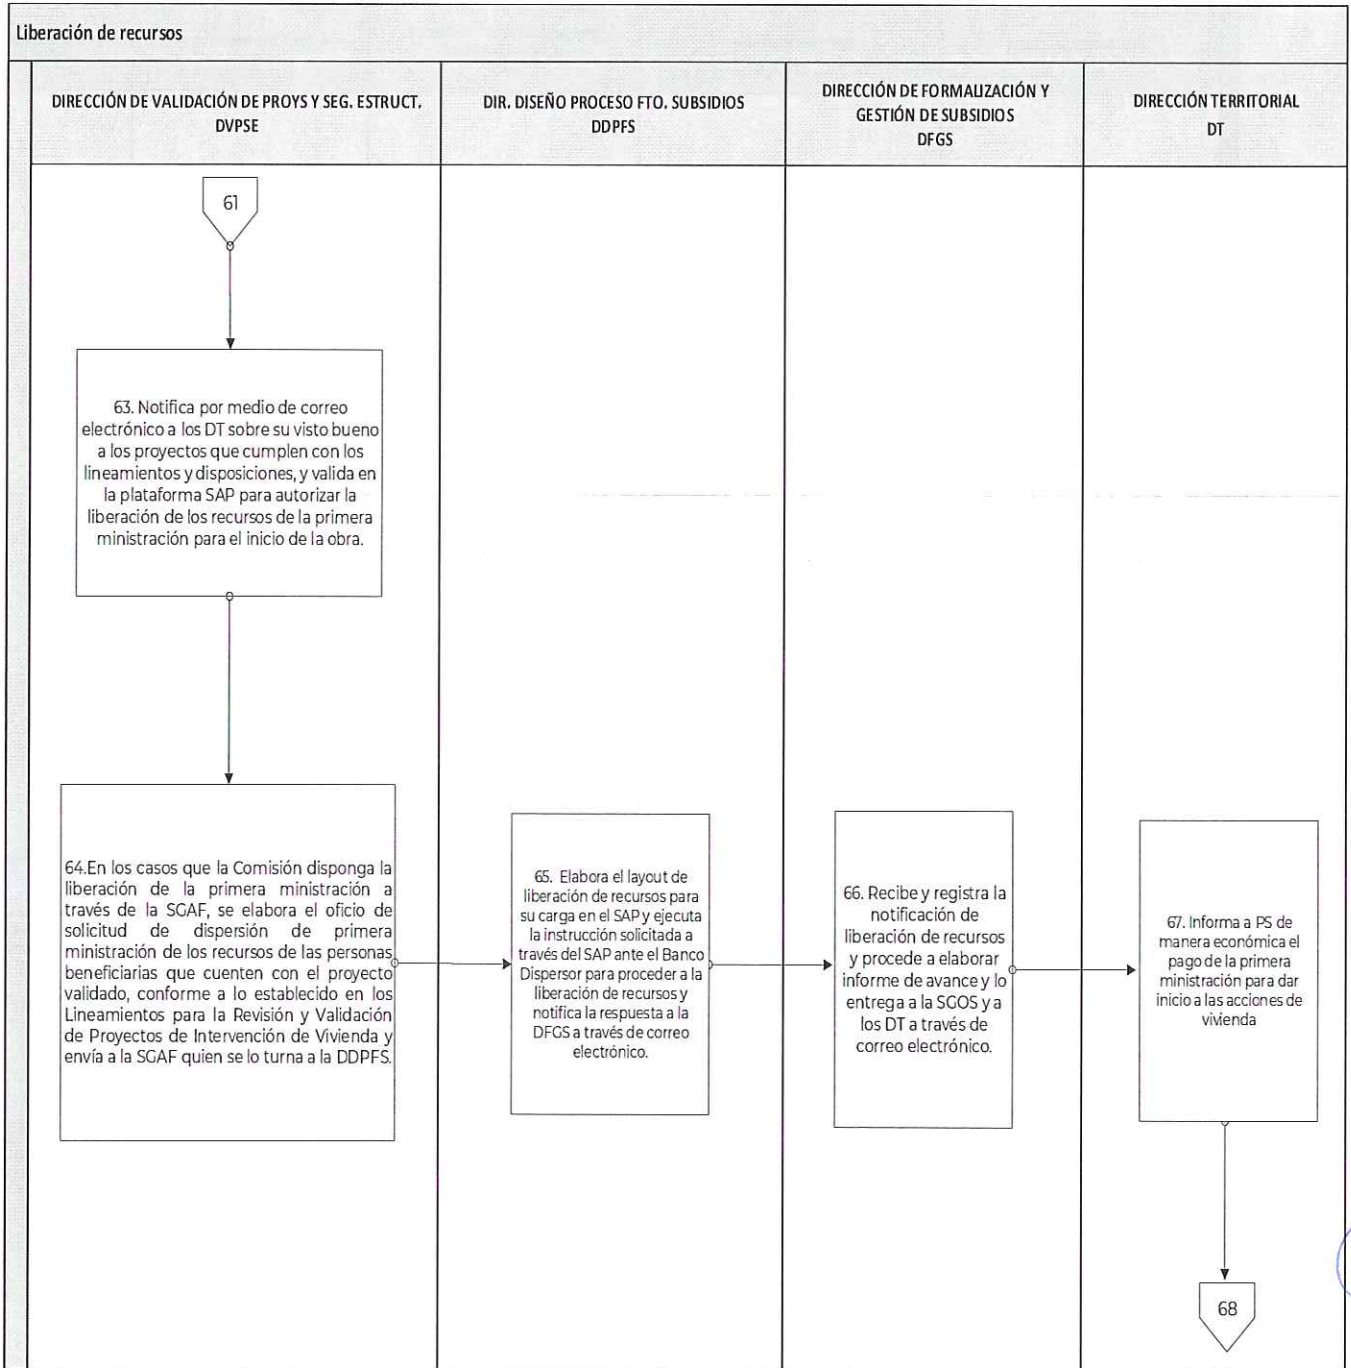 Liberación de recursos
DIRECCIÓN DE VALIDACIÓN DE PROYS Y SEG. ESTRUCT.
DVPSE
DIR. DISEÑO PROCESO FTO. SUBSIDIOS
DDPFS
DIRECCIÓN DE FORMALIZACIÓN Y
GESTIÓN DE SUBSIDIOS
DFGS
DIRECCIÓN TERRITORIAL
DT
61
63. Notifica por medio de correo
electrónico a los DT sobre su visto bueno
a los proyectos que cumplen con los
lineamientos y disposiciones, y valida en
la plataforma SAP para autorizar la
liberación de los recursos de la primera
ministración para el inicio de la obra.
64.En los casos que la Comisión disponga la
liberación de la primera ministración a
través de la SGAF, se elabora el oficio de
solicitud de dispersión de primera
ministración de los recursos de las personas
beneficiarias que cuenten con el proyecto
validado, conforme a lo establecido en los
Lineamientos para la Revisión y Validación
de Proyectos de Intervención de Vivienda y
envía a la SGAF quien se lo turna a la DDPFS.
65. Elabora el layout de
liberación de recursos para
su carga en el SAP y ejecuta
la instrucción solicitada a
través del SAP ante el Banco
Dispersor para proceder a la
liberación de recursos y
notifica la respuesta a la
DFGS a través de correo
electrónico.
66. Recibe y registra la
notificación de
liberación de recursos
y procede a elaborar
informe de avance y lo
entrega a la SGOS y a
los DT a través de
correo electrónico.
67. Informa a PS de
manera económica el
pago de la primera
ministración para dar
inicio a las acciones de
vivienda
68